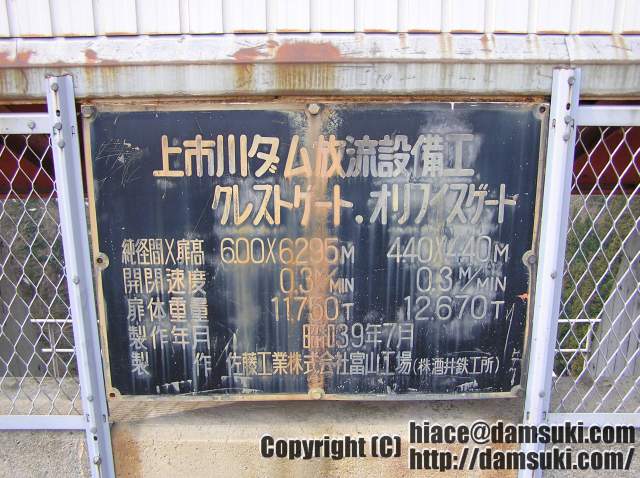 上市川ダム放流設備工
クレストゲート、オリフイスゲート
純径間X扉高 6.00X6.295M 4.40X4.40M
開閉速度 0.3M/MIN 0.3M/MIN
扉体重量 11.750T 12.670T
製作年月 昭和39年7月
製作 佐藤工業株式会社富山工場(株酒井鉄工所)
Copyright (C) hiace@damsuki.com
http://damsuki.com/